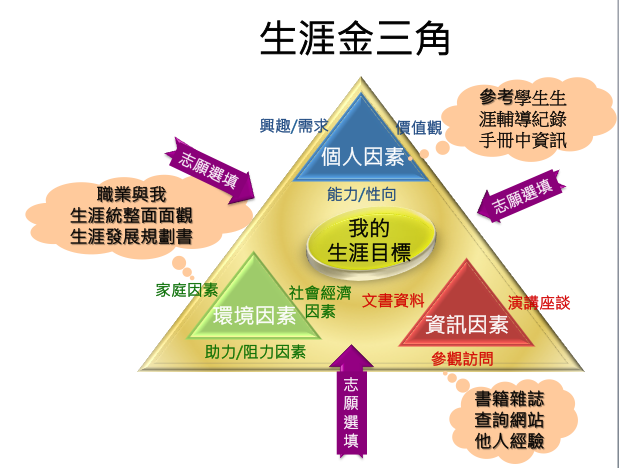 生涯金三角
參考學生生
涯輔導紀錄
手冊中資訊
興趣/需求
價值觀
個人因素
能力/性向
志願選填
志願選填
職業與我
生涯統整面面觀
生涯發展規劃書
我的
生涯目標
家庭因素
社會經濟
因素
環境因素
助力/阻力因素
文書資料
演講座談
資訊因素
參觀訪問
志
願
選
填
書籍雜誌
查詢網站
他人經驗